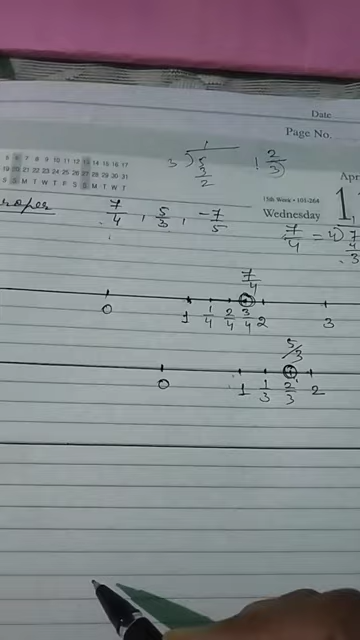 Date
Page No.
5 6 7 8 9 10 11 12 13 14 15 16 17
19 20 21 22 23 24 25 26 27 28 29 30 31
S M T W T F S S M T W T
3 ) 5 1 2/3
1
3
2
15th Week • 105-260
Wednesday
roper 7/4 , 5/3 , -7/5
7/4 = 4) 7
4
3
7/4
0 1 1/4 2/4 3/4 2 3
5/3
0 1 1/3 2/3 2